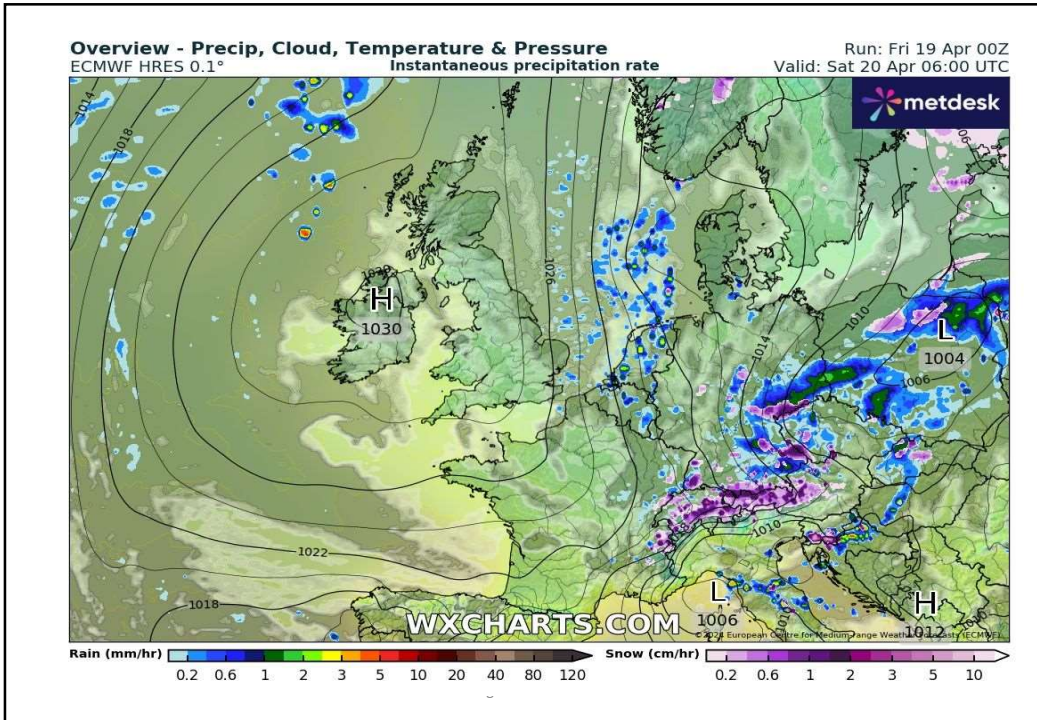 Overview - Precip, Cloud, Temperature & Pressure
Run: Fri 19 Apr 00Z
ECMWF HRES 0.1°
Instantaneous precipitation rate
Valid: Sat 20 Apr 06:00 UTC
metdesk
1014
1018
H
1030
1026
1010
L
1004
1014
1006
1010
1022
1018
L
1006
H
1012
WXCHARTS.COM
©2024 European Centre for Medium-range Weather Forecasts (ECMWF)
Rain (mm/hr)
0.2 0.6 1 2 3 5 10 20 40 80 120
Snow (cm/hr)
0.2 0.6 1 2 3 5 10